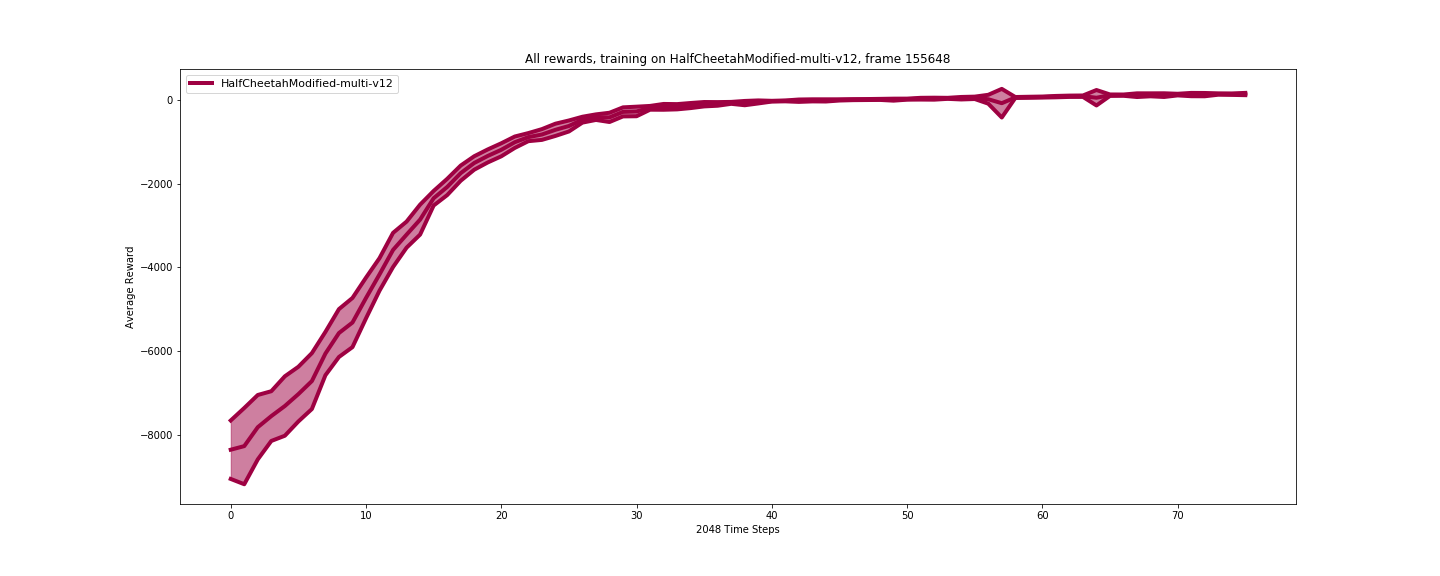 All rewards, training on HalfCheetahModified-multi-v12, frame 155648
HalfCheetahModified-multi-v12
Average Reward
0
−2000
−4000
−6000
−8000
0 10 20 30 40 50 60 70
2048 Time Steps